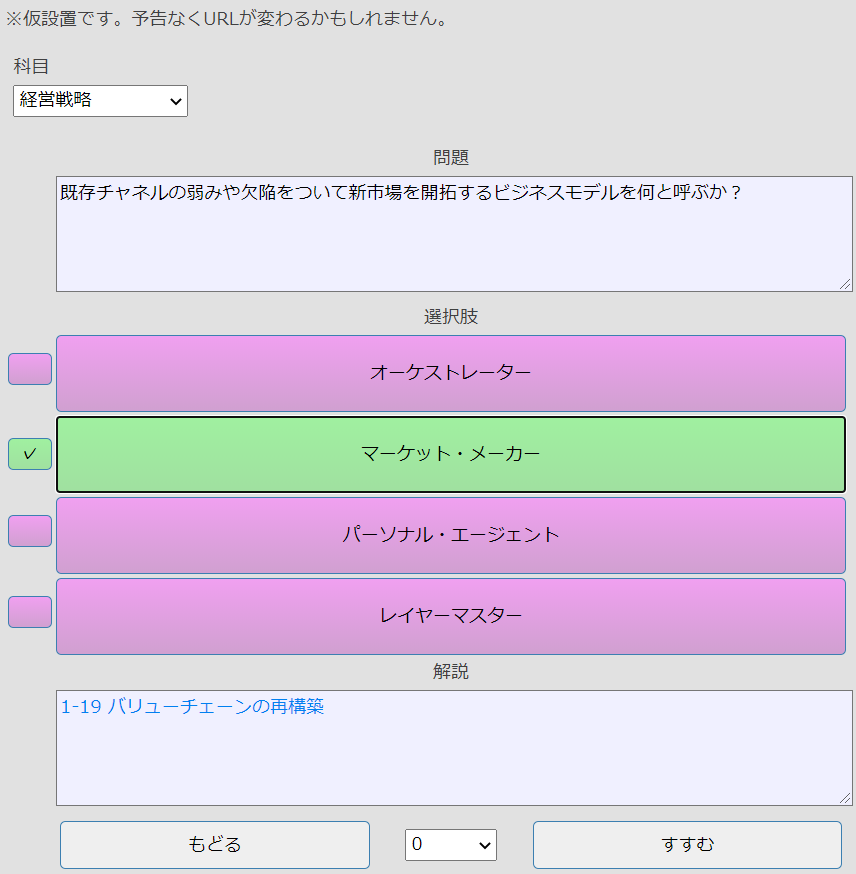 ※仮設置です。予告なくURLが変わるかもしれません。
科目
経営戦略
問題
既存チャネルの弱みや欠陥をついて新市場を開拓するビジネスモデルを何と呼ぶか？
選択肢
オーケストレーター
✓
マーケット・メーカー
パーソナル・エージェント
レイヤーマスター
解説
1-19 バリューチェーンの再構築
もどる
0
すすむ